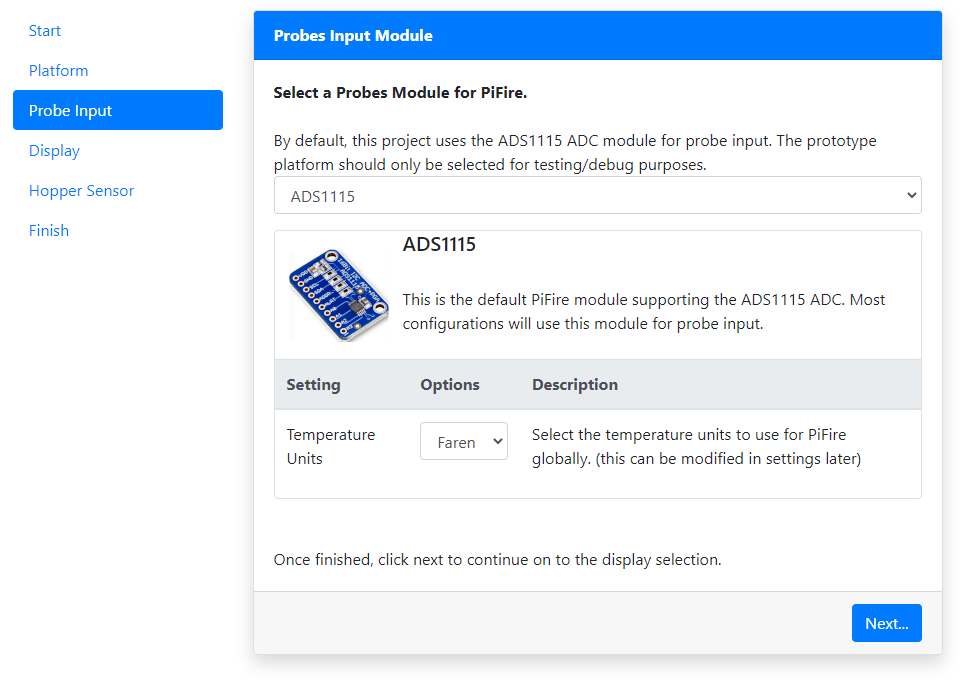 Start
Platform
Probe Input
Display
Hopper Sensor
Finish
Probes Input Module
Select a Probes Module for PiFire.
By default, this project uses the ADS1115 ADC module for probe input. The prototype
platform should only be selected for testing/debug purposes.
ADS1115
ADS1115
This is the default PiFire module supporting the ADS1115 ADC. Most
configurations will use this module for probe input.
Setting Options Description
Temperature
Units
Faren
Select the temperature units to use for PiFire
globally. (this can be modified in settings later)
Once finished, click next to continue on to the display selection.
Next...